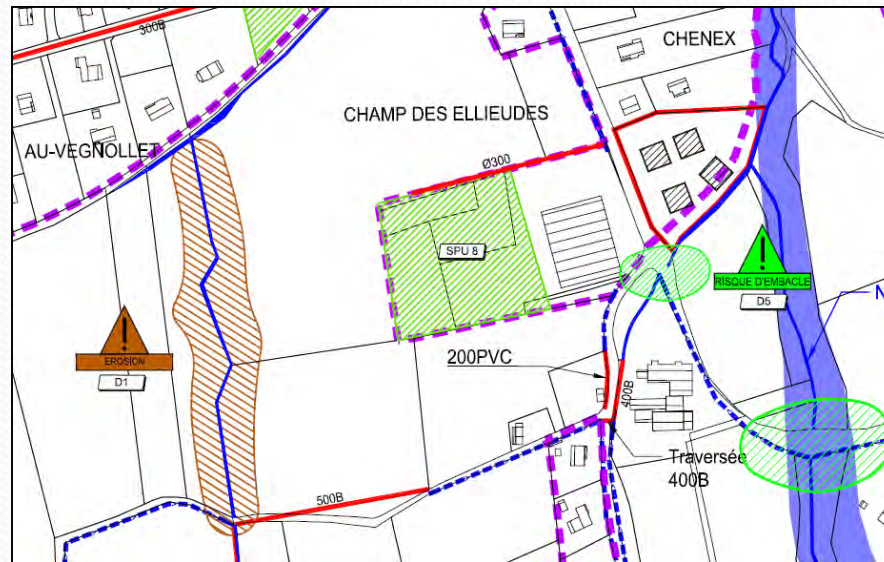 300B
CHENEX
CHAMP DES ELLIEUDES
AU-VEGNOLLET
Ø300
SPU 8
RISQUE D'EMBACLE
D5
N
EROSION
D1
200PVC
400B
Traversée
400B
500B